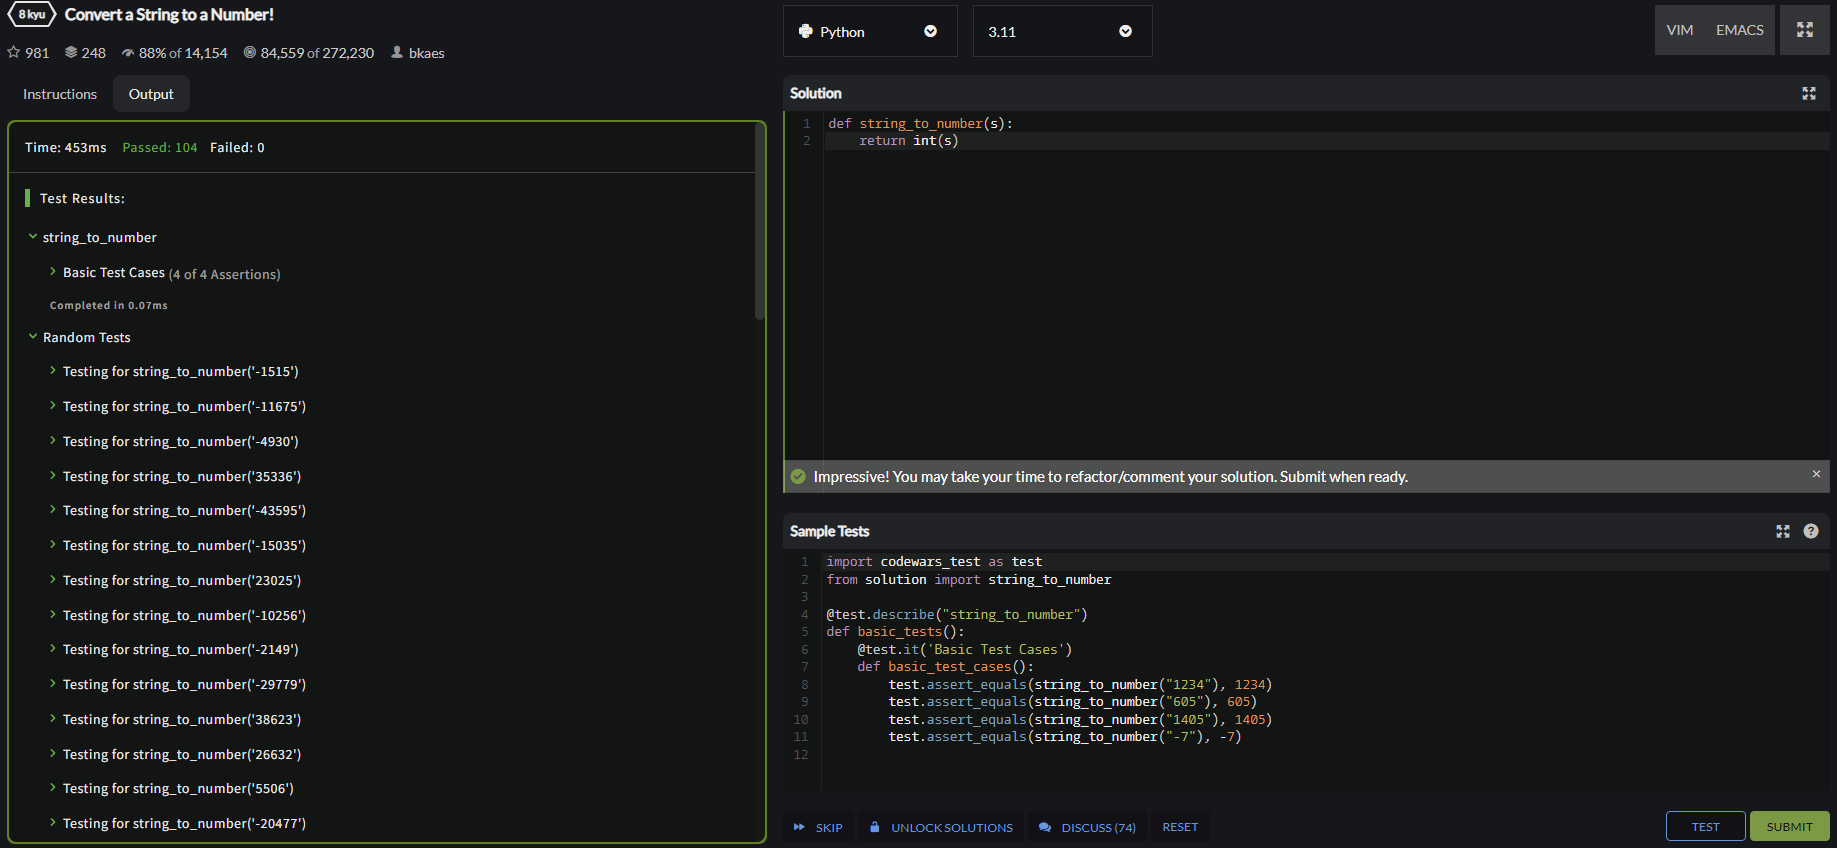 8 kyu Convert a String to a Number!
981 248 88% of 14,154 84,559 of 272,230 bkaes
Instructions Output
Time: 453ms Passed: 104 Failed: 0
Test Results:
string_to_number
Basic Test Cases (4 of 4 Assertions)
Completed in 0.07ms
Random Tests
Testing for string_to_number('-1515')
Testing for string_to_number('-11675')
Testing for string_to_number('-4930')
Testing for string_to_number('35336')
Testing for string_to_number('-43595')
Testing for string_to_number('-15035')
Testing for string_to_number('23025')
Testing for string_to_number('-10256')
Testing for string_to_number('-2149')
Testing for string_to_number('-29779')
Testing for string_to_number('38623')
Testing for string_to_number('26632')
Testing for string_to_number('5506')
Testing for string_to_number('-20477')
Python 3.11 VIM EMACS
Solution
1 def string_to_number(s):
2     return int(s)
Impressive! You may take your time to refactor/comment your solution. Submit when ready. ×
Sample Tests ?
1 import codewars_test as test
2 from solution import string_to_number
3
4 @test.describe("string_to_number")
5 def basic_tests():
6     @test.it('Basic Test Cases')
7     def basic_test_cases():
8         test.assert_equals(string_to_number("1234"), 1234)
9         test.assert_equals(string_to_number("605"), 605)
10         test.assert_equals(string_to_number("1405"), 1405)
11         test.assert_equals(string_to_number("-7"), -7)
12
SKIP UNLOCK SOLUTIONS DISCUSS (74) RESET TEST SUBMIT